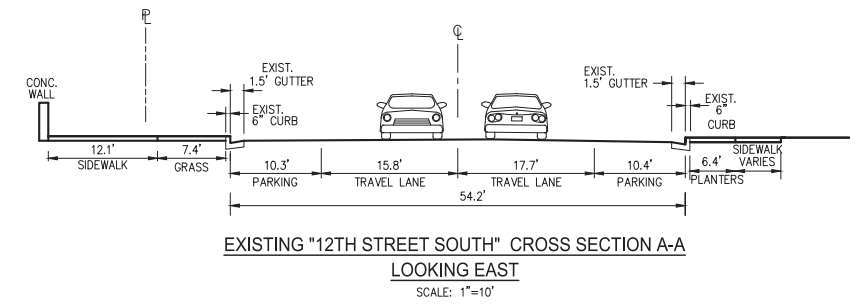 PL
CL
EXIST.
1.5' GUTTER
CONC.
WALL
EXIST.
6" CURB
EXIST.
1.5' GUTTER
EXIST.
6"
CURB
12.1'
SIDEWALK
7.4'
GRASS
10.3'
PARKING
15.8'
TRAVEL LANE
17.7'
TRAVEL LANE
10.4'
PARKING
6.4'
PLANTERS
SIDEWALK
VARIES
54.2'
EXISTING "12TH STREET SOUTH" CROSS SECTION A-A
LOOKING EAST
SCALE: 1"=10'